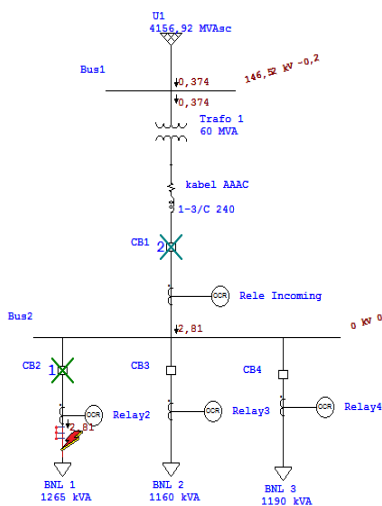 U1
4156,92 MVAsc
Bus1
0,374
146,52 kV -0,2
0,374
Trafo 1
60 MVA
kabel AAAC
1-3/C 240
CB1
2
OCR
Rele Incoming
Bus2
2,81
0 kV 0
CB2
1
CB3
CB4
OCR
Relay2
OCR
Relay3
OCR
Relay4
2,81
BNL 1
1265 kVA
BNL 2
1160 kVA
BNL 3
1190 kVA